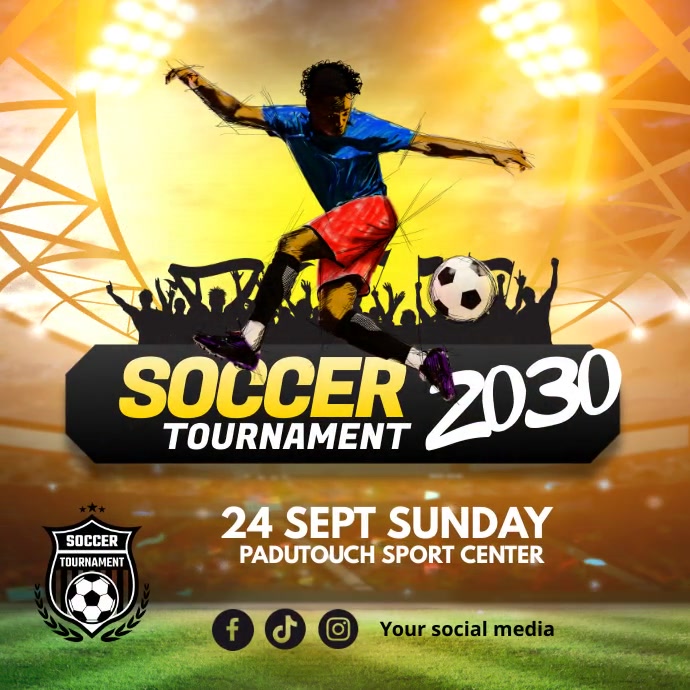 SOCCER
TOURNAMENT
2030
24 SEPT SUNDAY
PADUTOUCH SPORT CENTER
SOCCER
TOURNAMENT
Your social media